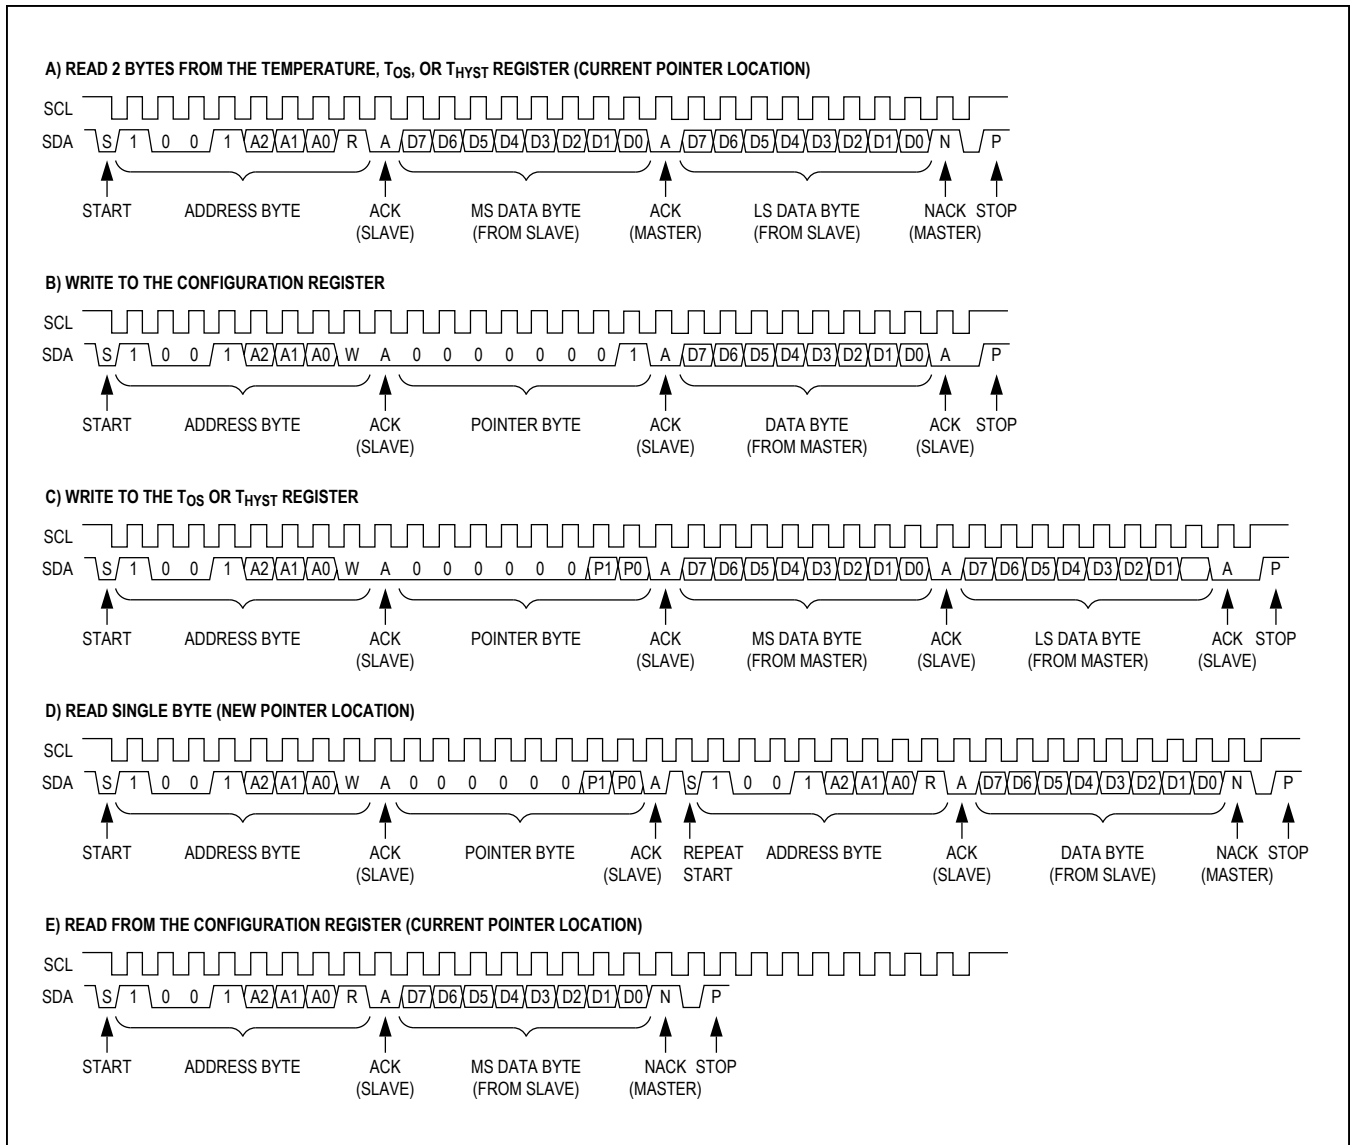 A) READ 2 BYTES FROM THE TEMPERATURE, TOS, OR THYST REGISTER (CURRENT POINTER LOCATION)
SCL
SDA S 1 0 0 1 A2 A1 A0 R A D7 D6 D5 D4 D3 D2 D1 D0 A D7 D6 D5 D4 D3 D2 D1 D0 N P
START ADDRESS BYTE ACK MS DATA BYTE ACK LS DATA BYTE NACK STOP
(SLAVE) (FROM SLAVE) (MASTER) (FROM SLAVE) (MASTER)
B) WRITE TO THE CONFIGURATION REGISTER
SCL
SDA S 1 0 0 1 A2 A1 A0 W A 0 0 0 0 0 0 0 1 A D7 D6 D5 D4 D3 D2 D1 D0 A P
START ADDRESS BYTE ACK POINTER BYTE ACK DATA BYTE ACK STOP
(SLAVE) (SLAVE) (FROM MASTER) (SLAVE)
C) WRITE TO THE TOS OR THYST REGISTER
SCL
SDA S 1 0 0 1 A2 A1 A0 W A 0 0 0 0 0 0 P1 P0 A D7 D6 D5 D4 D3 D2 D1 D0 A D7 D6 D5 D4 D3 D2 D1 A P
START ADDRESS BYTE ACK POINTER BYTE ACK MS DATA BYTE ACK LS DATA BYTE ACK STOP
(SLAVE) (SLAVE) (FROM MASTER) (SLAVE) (FROM MASTER) (SLAVE)
D) READ SINGLE BYTE (NEW POINTER LOCATION)
SCL
SDA S 1 0 0 1 A2 A1 A0 W A 0 0 0 0 0 0 P1 P0 A S 1 0 0 1 A2 A1 A0 R A D7 D6 D5 D4 D3 D2 D1 D0 N P
START ADDRESS BYTE ACK POINTER BYTE ACK REPEAT ADDRESS BYTE ACK DATA BYTE NACK STOP
(SLAVE) (SLAVE) START (SLAVE) (FROM SLAVE) (MASTER)
E) READ FROM THE CONFIGURATION REGISTER (CURRENT POINTER LOCATION)
SCL
SDA S 1 0 0 1 A2 A1 A0 R A D7 D6 D5 D4 D3 D2 D1 D0 N P
START ADDRESS BYTE ACK MS DATA BYTE NACK STOP
(SLAVE) (FROM SLAVE) (MASTER)